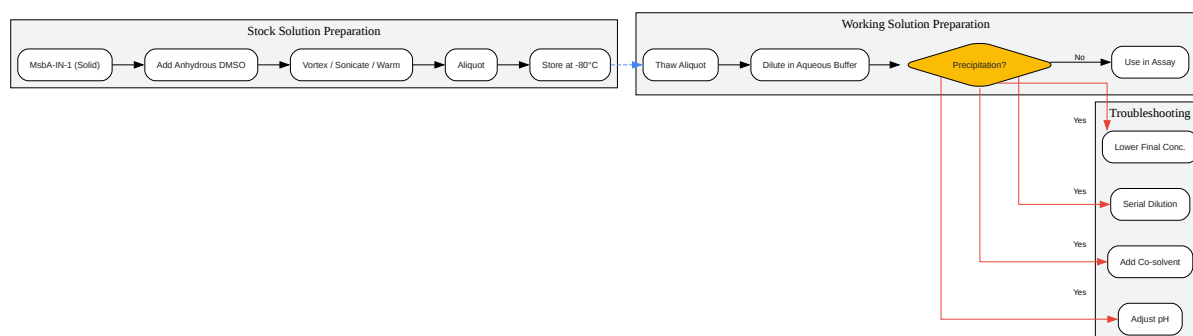 Stock Solution Preparation
MsbA-IN-1 (Solid)
Add Anhydrous DMSO
Vortex / Sonicate / Warm
Aliquot
Store at -80°C
Working Solution Preparation
Thaw Aliquot
Dilute in Aqueous Buffer
Precipitation?
No
Use in Assay
Troubleshooting
Yes
Lower Final Conc.
Yes
Serial Dilution
Yes
Add Co-solvent
Yes
Adjust pH